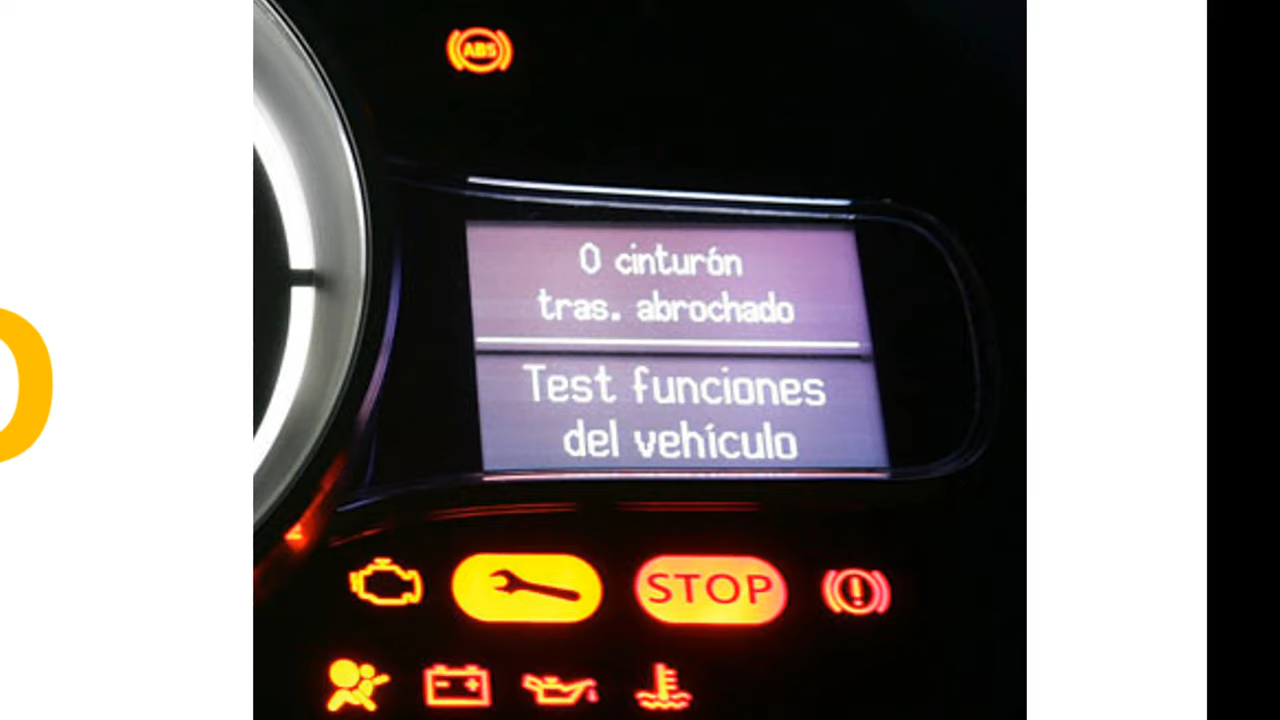 ABS
0 cinturón
tras. abrochado
Test funciones
del vehículo
STOP